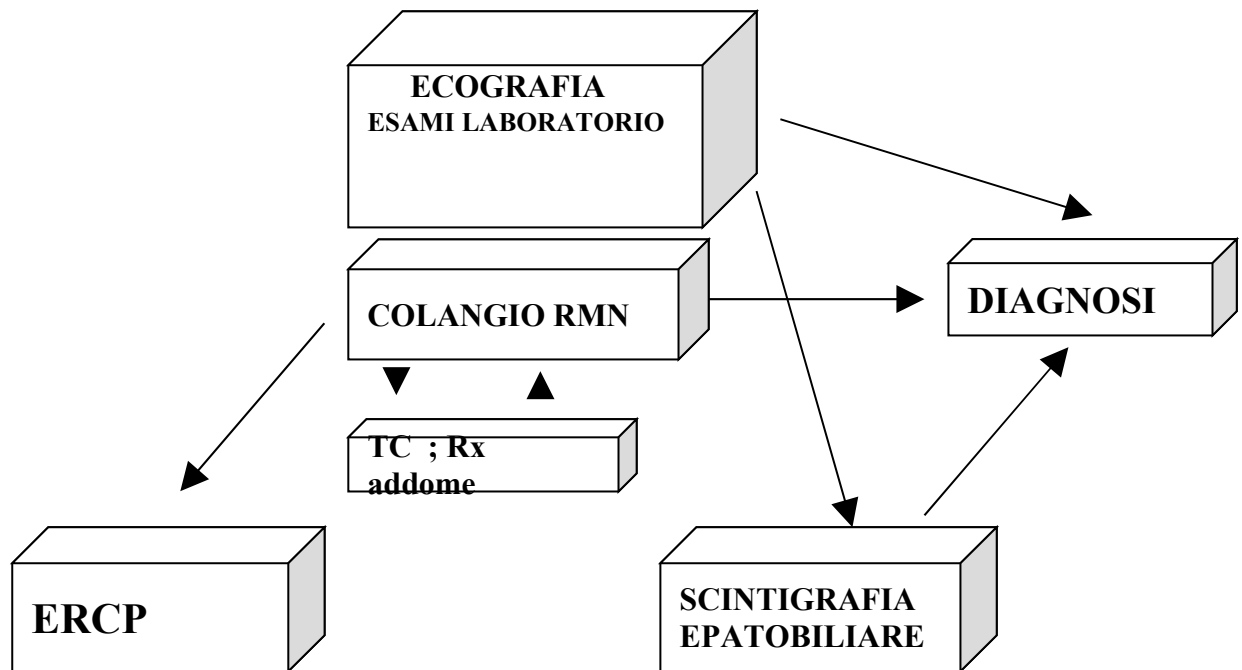 ECOGRAFIA
ESAMI LABORATORIO
COLANGIO RMN
DIAGNOSI
TC ; Rx
addome
ERCP
SCINTIGRAFIA
EPATOBILIARE